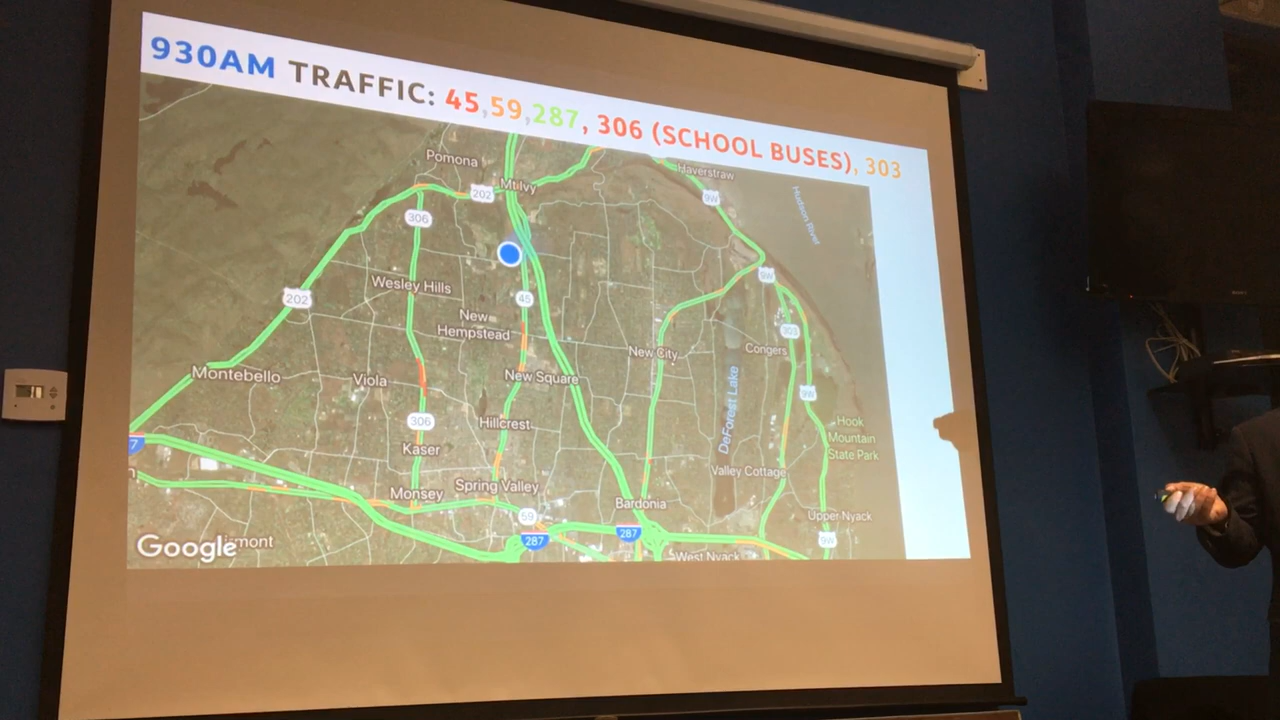 930AM TRAFFIC: 45,59,287, 306 (SCHOOL BUSES), 303
Pomona
Haverstraw
Mt Ivy
202
9W
Hudson River
306
9W
Wesley Hills
202
45
New
Hempstead
303
New City
Congers
Montebello
Viola
New Square
DeForest Lake
9W
306
Hillcrest
Hook
Mountain
State Park
Kaser
Valley Cottage
Monsey
Spring Valley
Bardonia
59
Upper Nyack
287
287
9W
Google
West Nyack